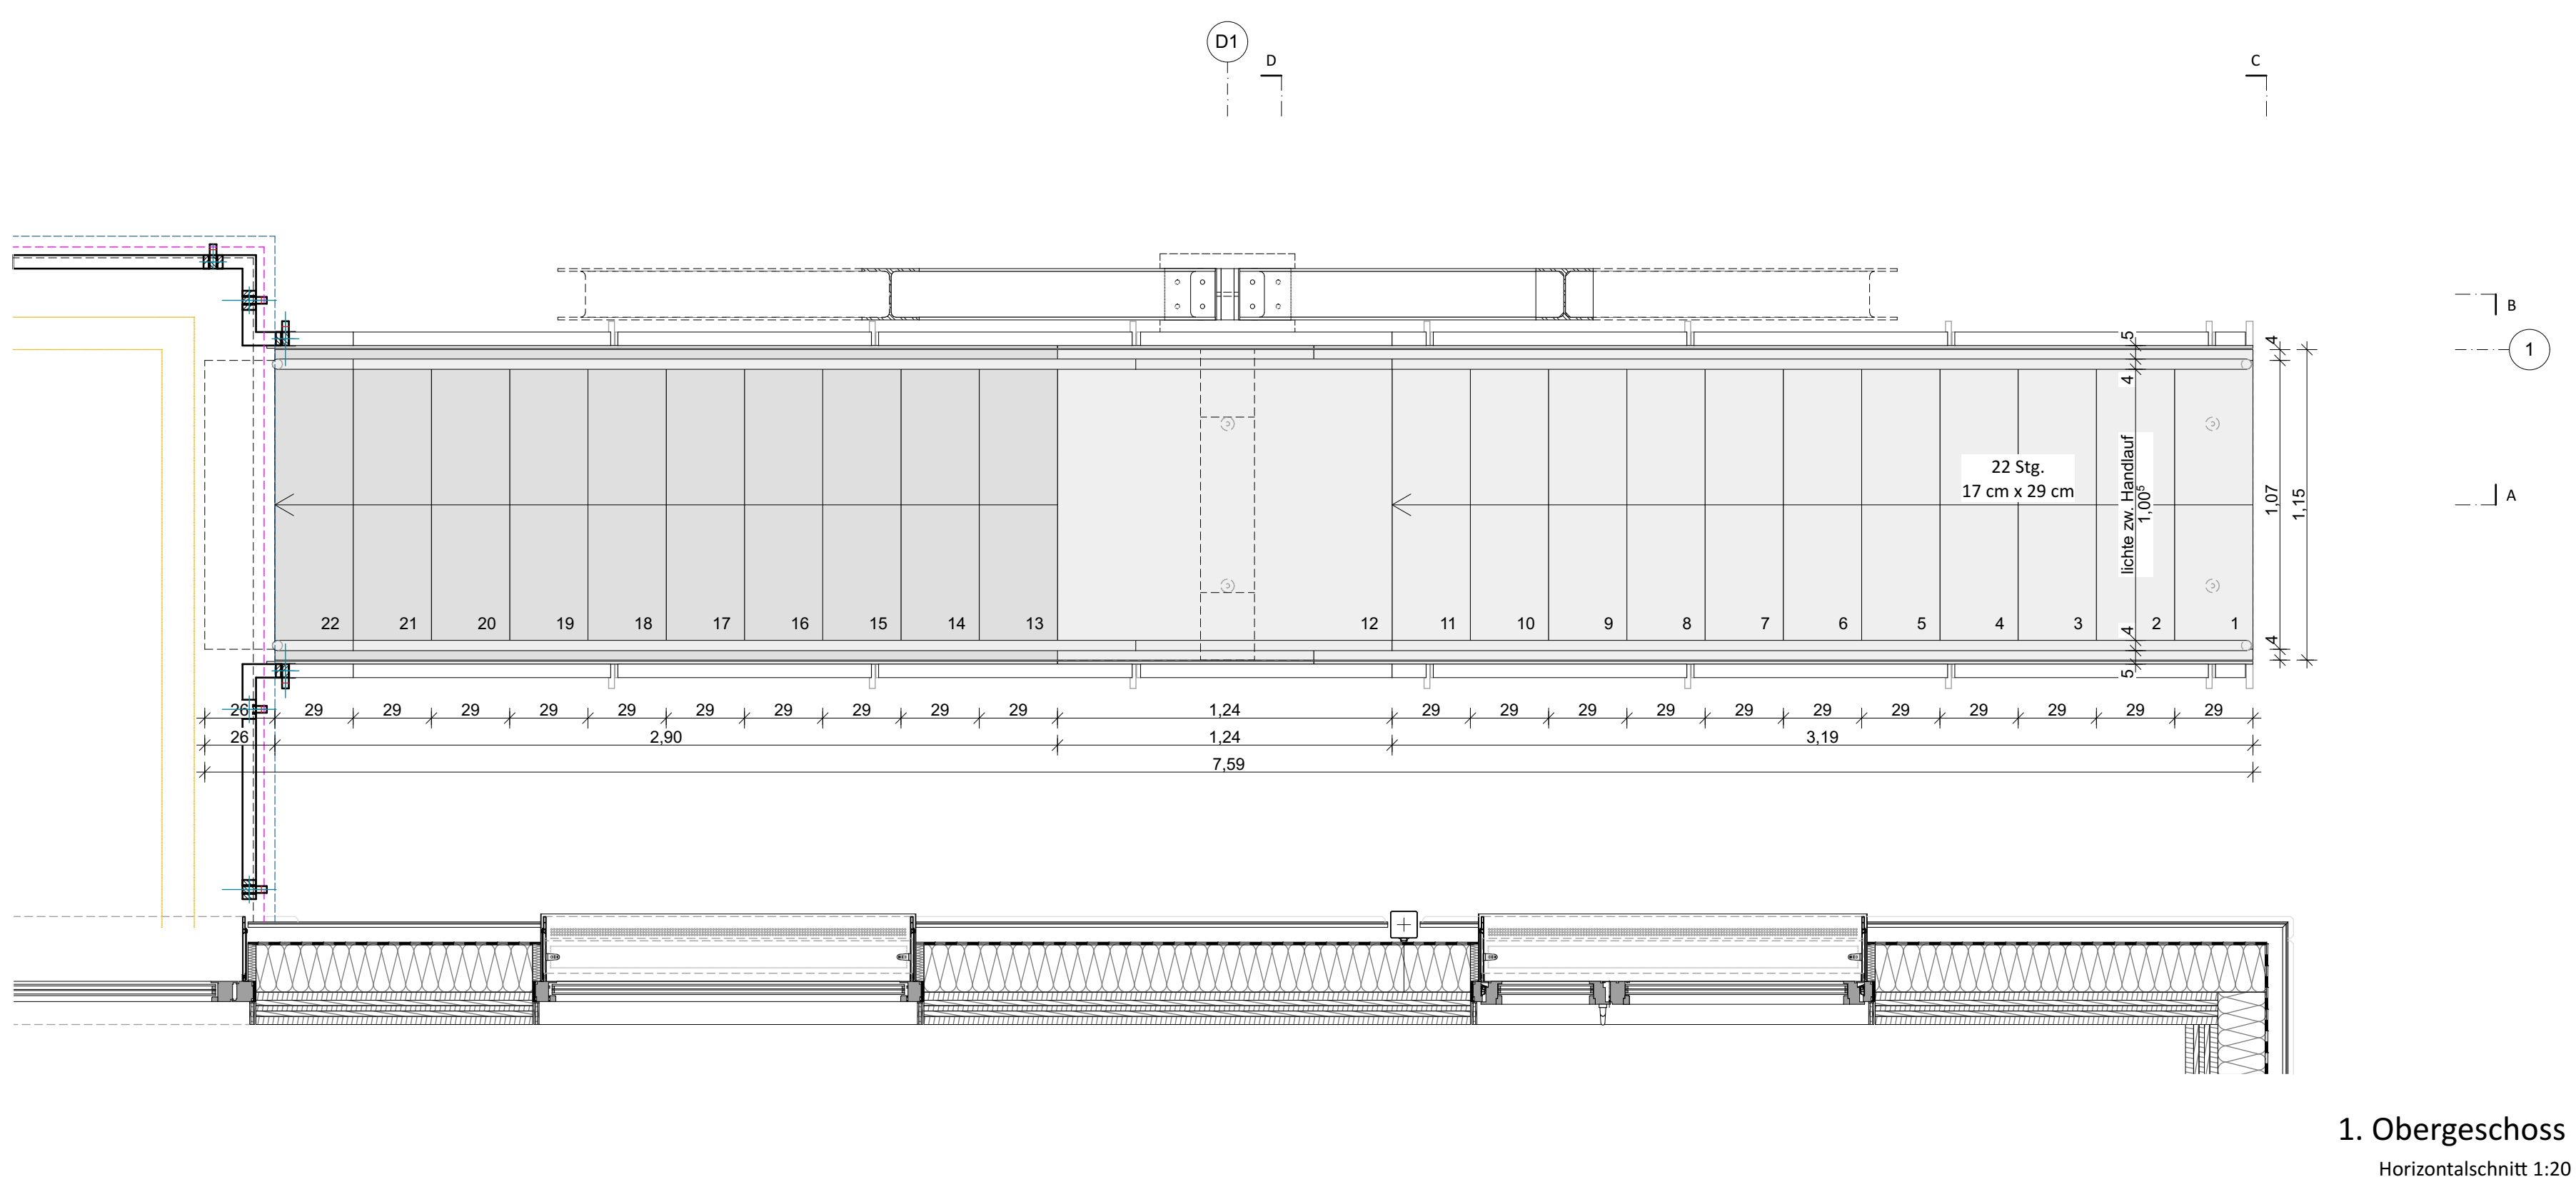 D1
D
C
B
1
A
5
4
4
1,07
1,15
lichte zw. Handlauf
1,00⁵
22 Stg.
17 cm x 29 cm
22 21 20 19 18 17 16 15 14 13 12 11 10 9 8 7 6 5 4 3 2 1
4
4
5
26 29 29 29 29 29 29 29 29 29 29 1,24 29 29 29 29 29 29 29 29 29 29 29
26 2,90 1,24 3,19
7,59
1. Obergeschoss
Horizontalschnitt 1:20